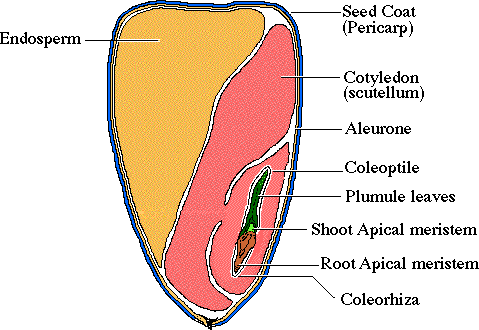 Seed Coat
(Pericarp)
Endosperm
Cotyledon
(scutellum)
Aleurone
Coleoptile
Plumule leaves
Shoot Apical meristem
Root Apical meristem
Coleorhiza